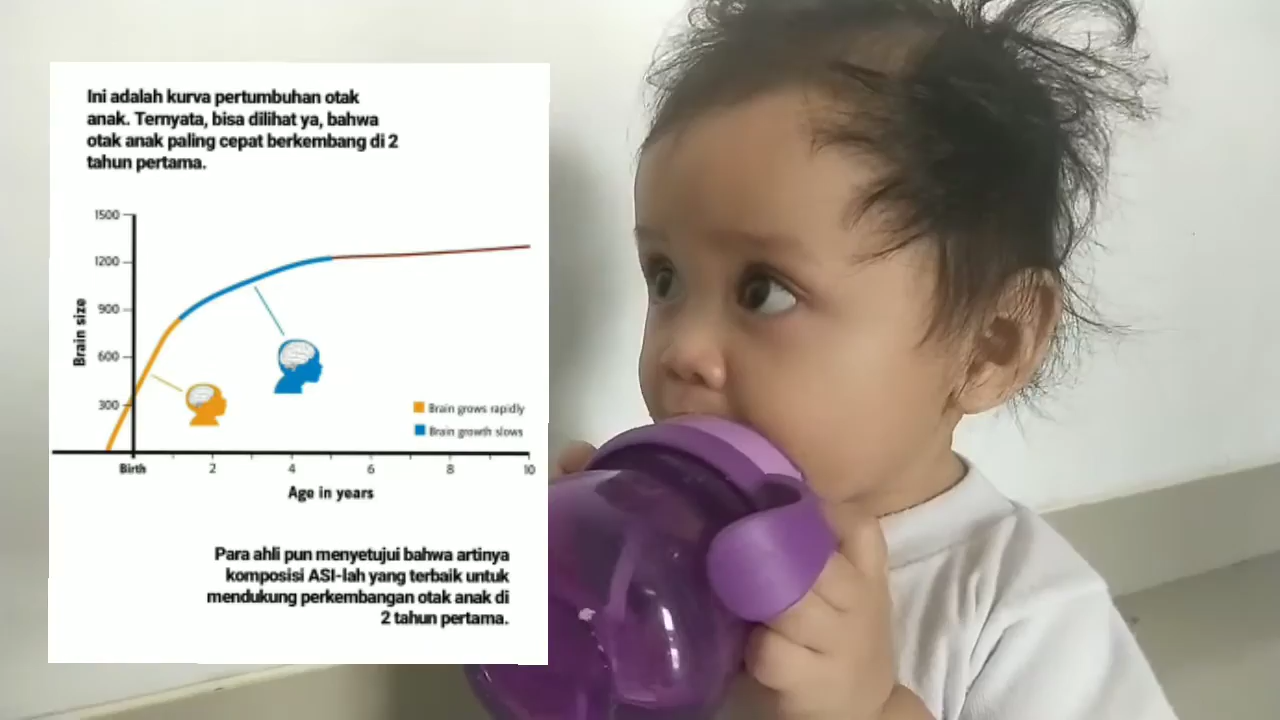 Ini adalah kurva pertumbuhan otak
anak. Ternyata, bisa dilihat ya, bahwa
otak anak paling cepat berkembang di 2
tahun pertama.
1500
1200
900
600
300
Brain size
Brain grows rapidly
Brain growth slows
Birth 2 4 6 8 10
Age in years
Para ahli pun menyetujui bahwa artinya
komposisi ASI-lah yang terbaik untuk
mendukung perkembangan otak anak di
2 tahun pertama.